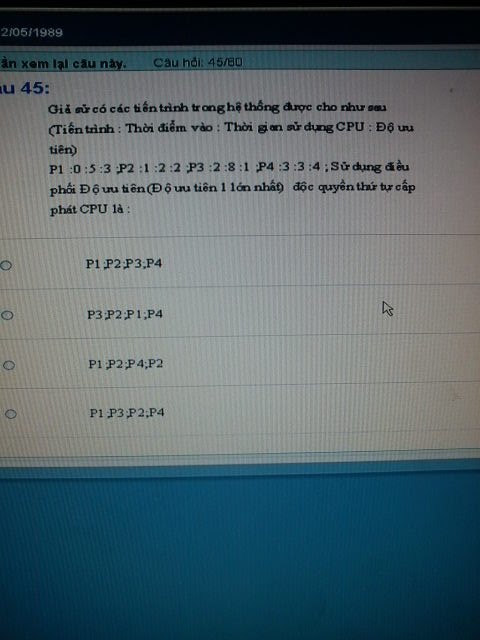 2/05/1989
ần xem lại câu này. Câu hỏi: 45/60
âu 45:
Giả sử có các tiến trình trong hệ thống được cho như sau
(Tiến trình : Thời điểm vào : Thời gian sử dụng CPU : Độ ưu
tiên)
P1 :0 :5 :3 ;P2 :1 :2 :2 ;P3 :2 :8 :1 ;P4 :3 :3 :4 ; Sử dụng điều
phối Độ ưu tiên(Độ ưu tiên 1 lớn nhất) độc quyền thứ tự cấp
phát CPU là :
P1;P2;P3;P4
P3;P2;P1;P4
P1;P2;P4;P2
P1;P3;P2;P4